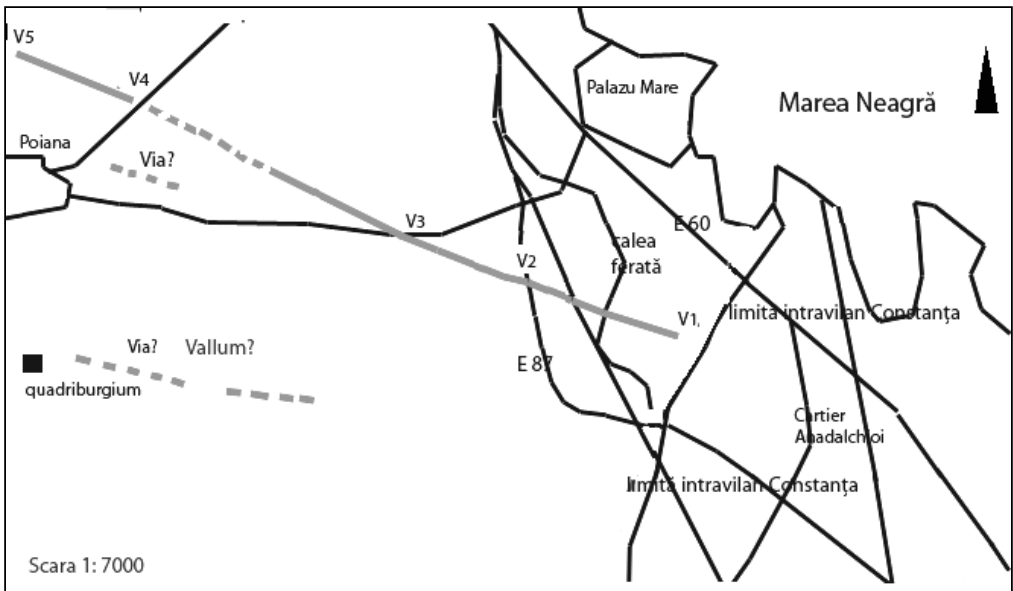 V5
V4
Palazu Mare
Marea Neagră
Poiana
Via?
V3
E 60
calea
ferată
V2
V1,
limită intravilan Constanța
Via?
Vallum?
E 87
quadriburgium
Cartier
Anadalchioi
limită intravilan Constanța
Scara 1: 7000